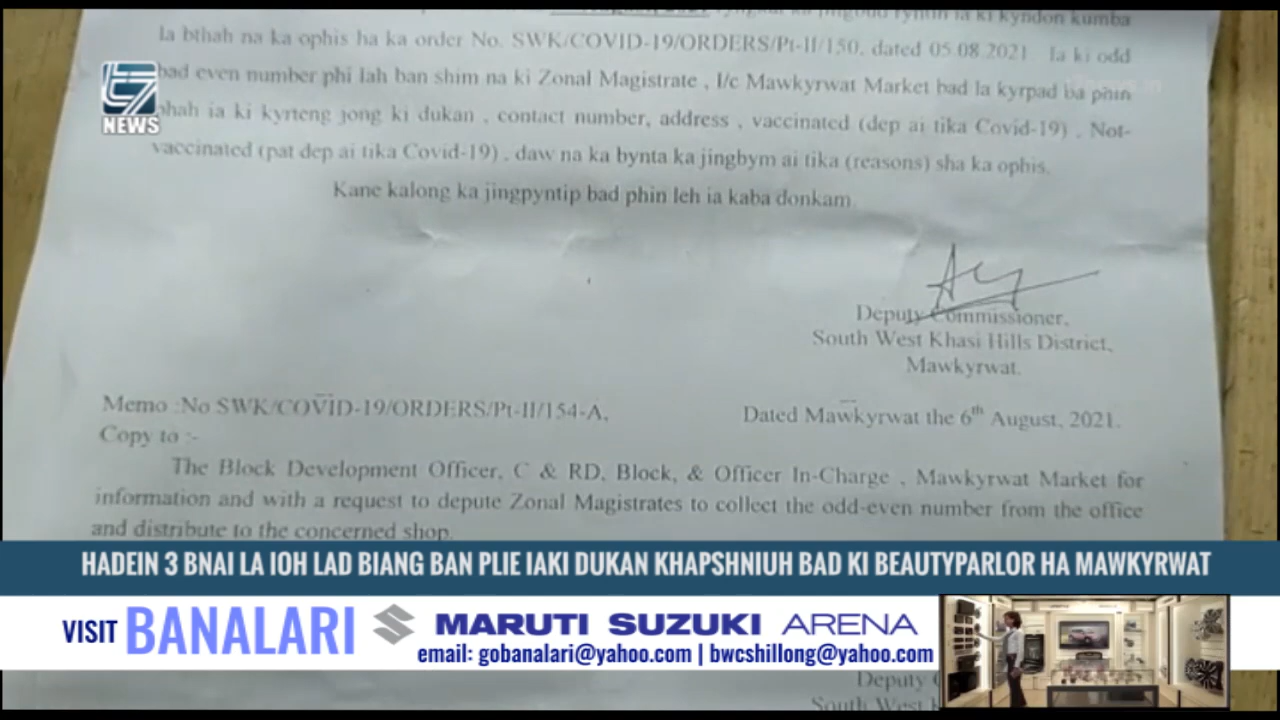 ia ki kyndon kumba
la bthah na ka ophis ha ka order No. SWK/COVID-19/ORDERS/Pt-II/150, dated 05.08.2021 Ia ki odd
bad even number phi lah ban shim na ki Zonal Magistrate , I/c Mawkyrwat Market bad la kyrpad ba phin
phah ia ki kyrteng jong ki dukan , contact number, address , vaccinated (dep ai tika Covid-19) , Not-
vaccinated (pat dep ai tika Covid-19) , daw na ka bynta ka jingbym ai tika (reasons) sha ka ophis.
Kane kalong ka jingpyntip bad phin leh ia kaba donkam.
T7
NEWS
Deputy Commissioner,
South West Khasi Hills District,
Mawkyrwat.
Memo :No SWK/COVID-19/ORDERS/Pt-II/154-A,
Dated Mawkyrwat the 6th August, 2021.
Copy to :-
The Block Development Officer, C & RD, Block, & Officer In-Charge , Mawkyrwat Market for
information and with a request to depute Zonal Magistrates to collect the odd-even number from the office
and distribute to the concerned shop.
HADEIN 3 BNAI LA IOH LAD BIANG BAN PLIE IAKI DUKAN KHAPSHNIUH BAD KI BEAUTYPARLOR HA MAWKYRWAT
VISIT BANALARI MARUTI SUZUKI ARENA
email: gobanalari@yahoo.com | bwcshillong@yahoo.com
Deputy
South West